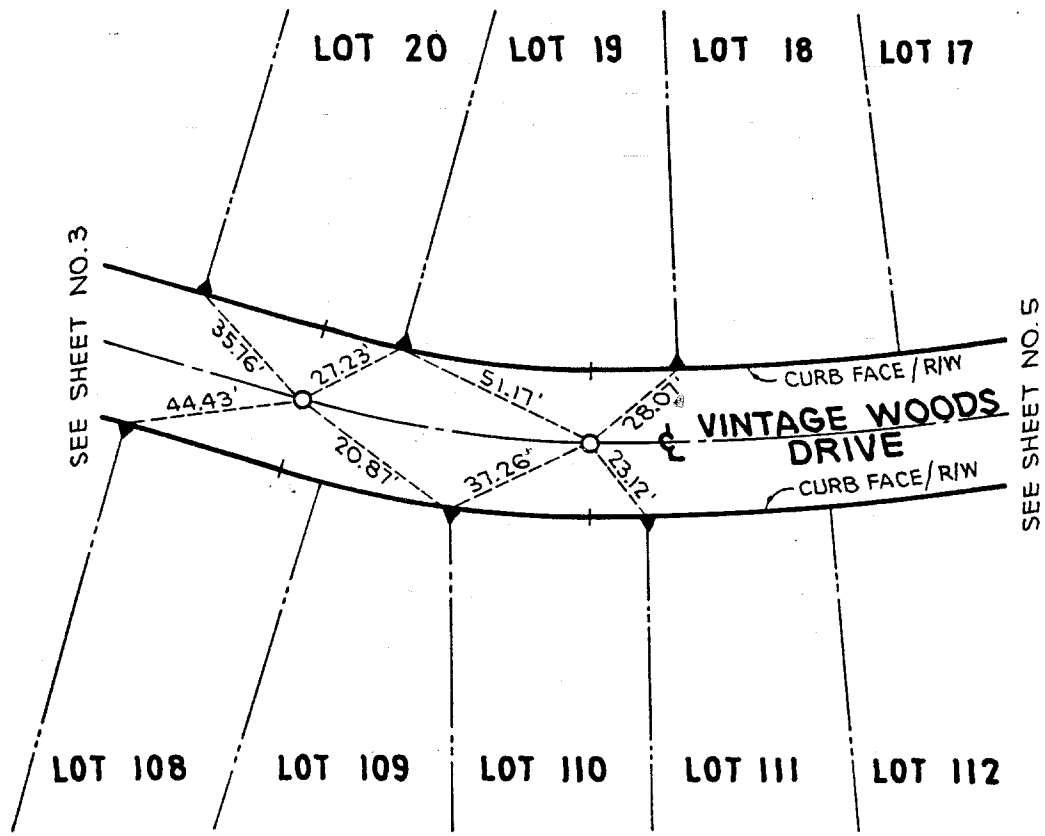 LOT 20
LOT 19
LOT 18
LOT 17
SEE SHEET NO. 3
35.76'
27.23'
44.43'
51.17'
28.07'
CURB FACE / R/W
℄ VINTAGE WOODS
DRIVE
20.87'
37.26'
23.12'
CURB FACE / R/W
SEE SHEET NO. 5
LOT 108
LOT 109
LOT 110
LOT 111
LOT 112